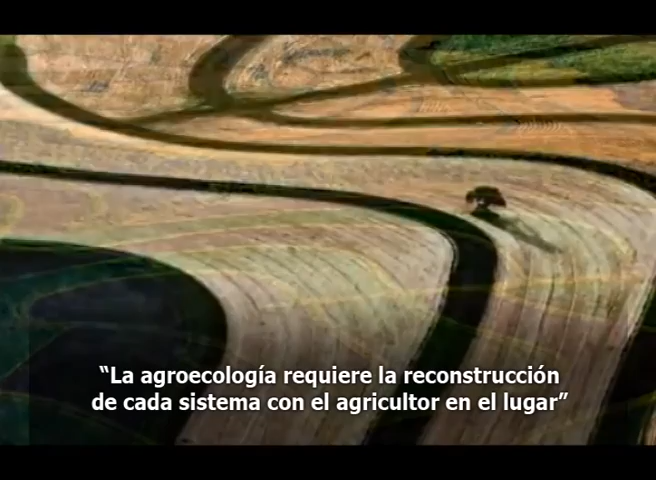 “La agroecología requiere la reconstrucción
de cada sistema con el agricultor en el lugar”